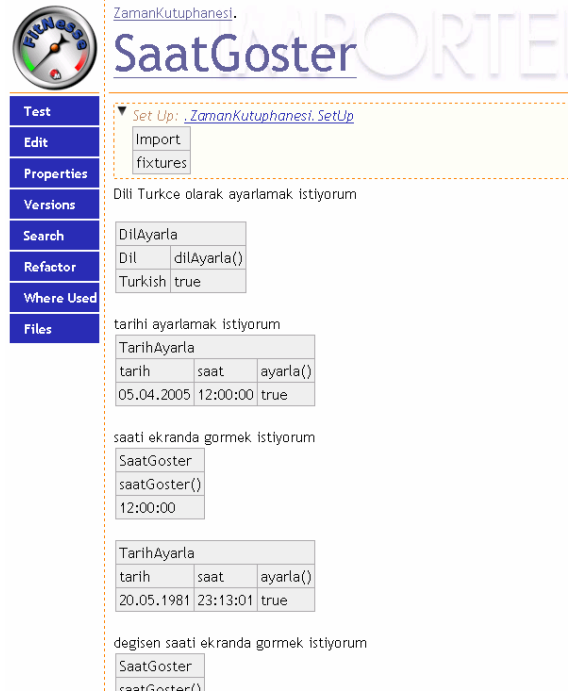 FitNesse
ZamanKutuphanesi.
SaatGoster
IMPORTE
Test
Edit
Properties
Versions
Search
Refactor
Where Used
Files
Set Up: .ZamanKutuphanesi.SetUp
Import
fixtures
Dili Turkce olarak ayarlamak istiyorum
DilAyarla
Dil dilAyarla()
Turkish true
tarihi ayarlamak istiyorum
TarihAyarla
tarih saat ayarla()
05.04.2005 12:00:00 true
saati ekranda gormek istiyorum
SaatGoster
saatGoster()
12:00:00
TarihAyarla
tarih saat ayarla()
20.05.1981 23:13:01 true
degisen saati ekranda gormek istiyorum
SaatGoster
saatGoster()